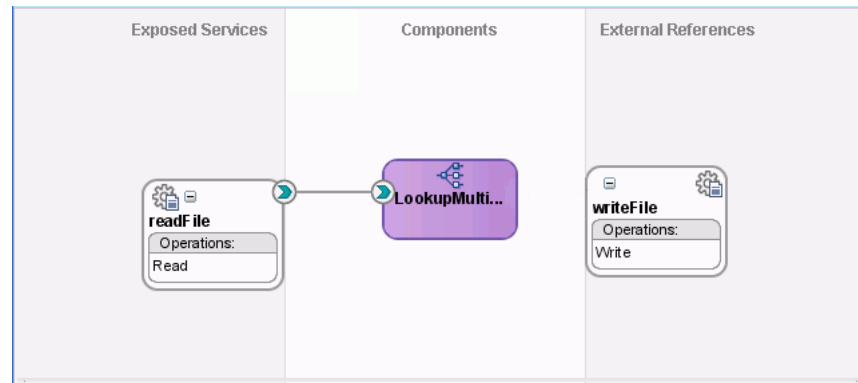 Exposed Services
Components
External References
readFile
Operations:
Read
LookupMulti...
writeFile
Operations:
Write